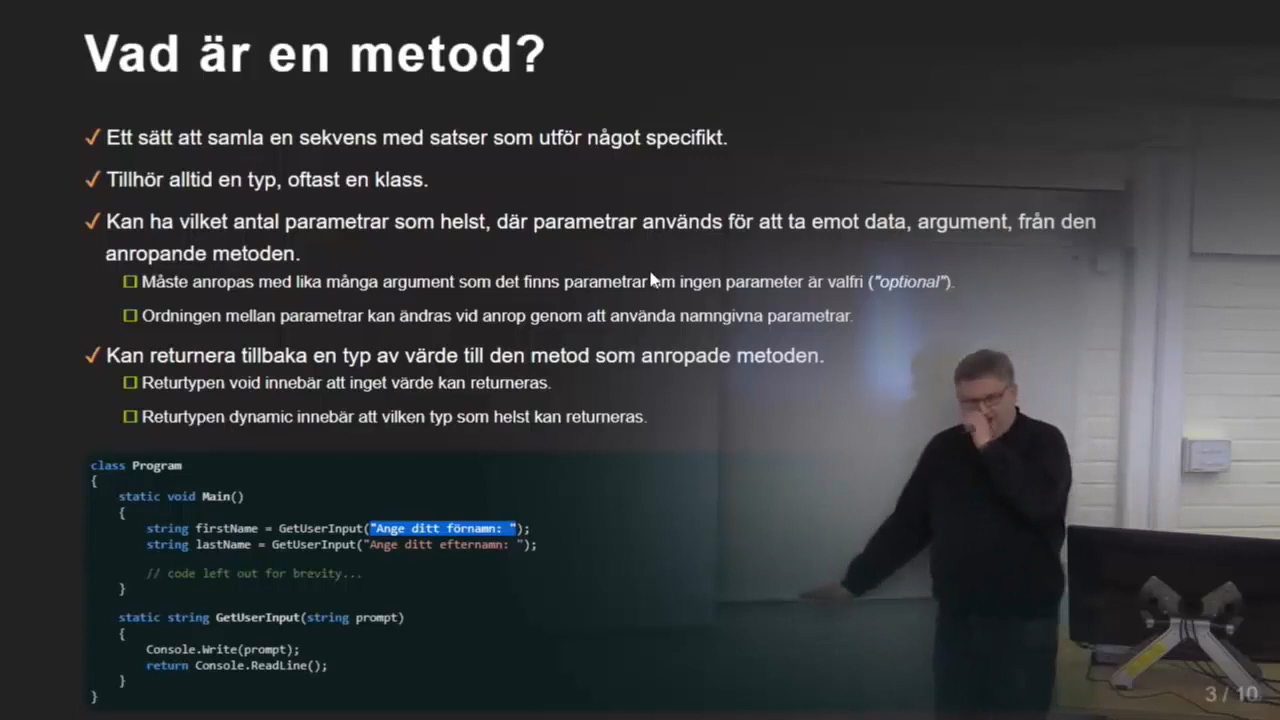 Vad är en metod?
✓ Ett sätt att samla en sekvens med satser som utför något specifikt.
✓ Tillhör alltid en typ, oftast en klass.
✓ Kan ha vilket antal parametrar som helst, där parametrar används för att ta emot data, argument, från den
anropande metoden.
Måste anropas med lika många argument som det finns parametrar om ingen parameter är valfri ("optional").
Ordningen mellan parametrar kan ändras vid anrop genom att använda namngivna parametrar.
✓ Kan returnera tillbaka en typ av värde till den metod som anropade metoden.
Returtypen void innebär att inget värde kan returneras.
Returtypen dynamic innebär att vilken typ som helst kan returneras.
class Program
{
static void Main()
{
string firstName = GetUserInput("Ange ditt förnamn: ");
string lastName = GetUserInput("Ange ditt efternamn: ");
// code left out for brevity...
}
static string GetUserInput(string prompt)
{
Console.Write(prompt);
return Console.ReadLine();
}
}
3 / 10